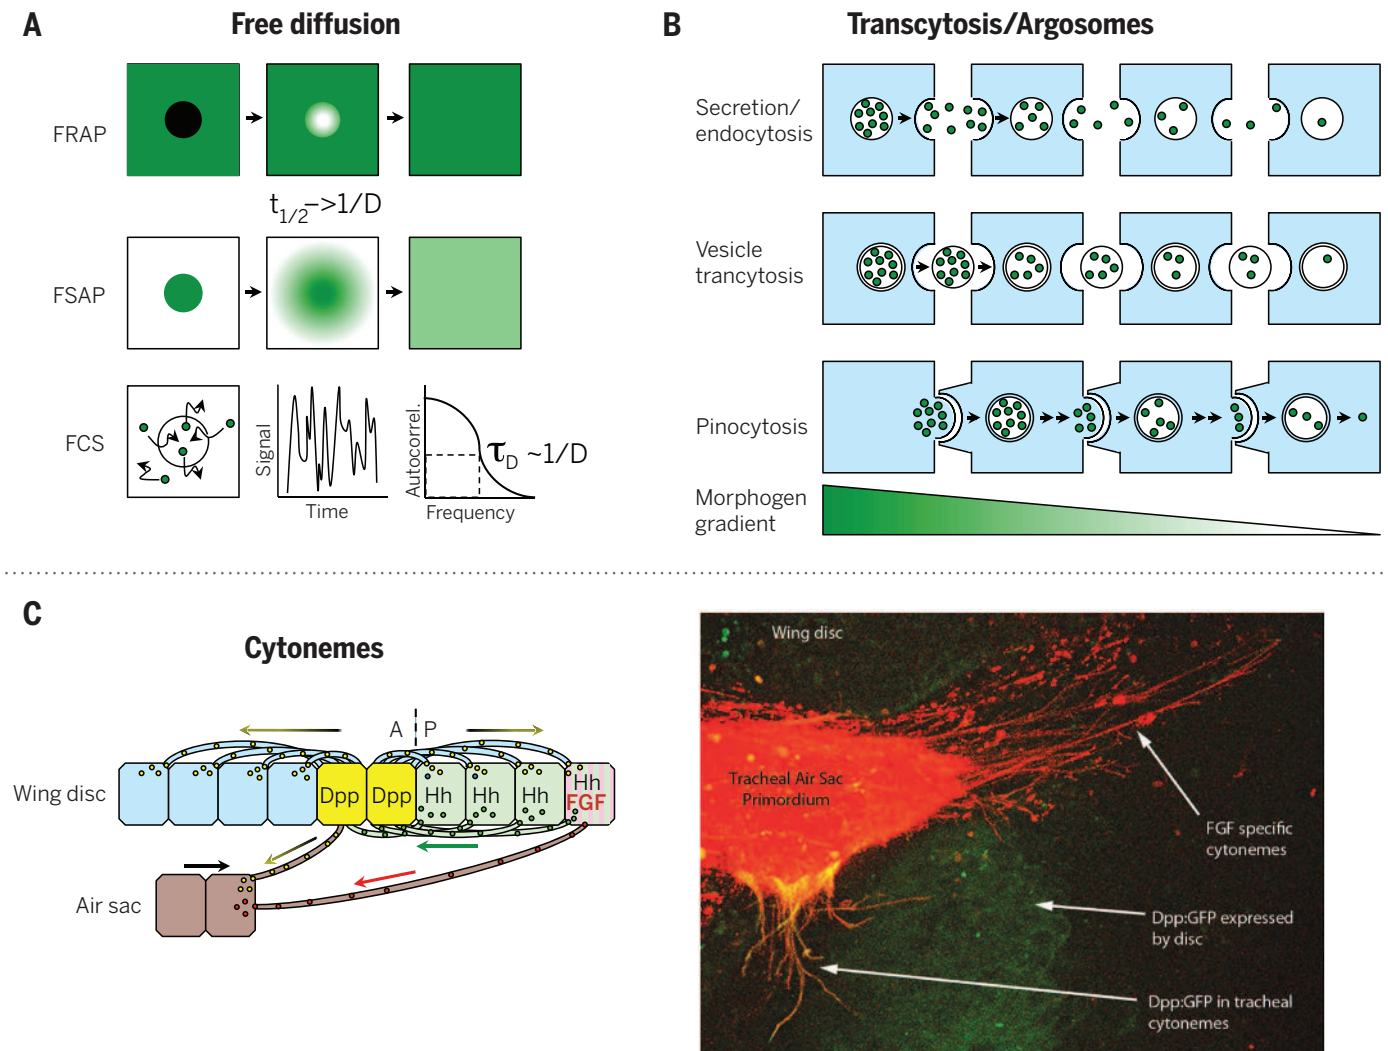 A
Free diffusion
FRAP
t1/2–>1/D
FSAP
FCS
Signal
Time
Autocorrel.
τD ~1/D
Frequency
B
Transcytosis/Argosomes
Secretion/
endocytosis
Vesicle
trancytosis
Pinocytosis
Morphogen
gradient
C
Cytonemes
A P
Wing disc
Dpp Dpp Hh Hh Hh Hh
FGF
Air sac
Wing disc
Tracheal Air Sac
Primordium
FGF specific
cytonemes
Dpp:GFP expressed
by disc
Dpp:GFP in tracheal
cytonemes